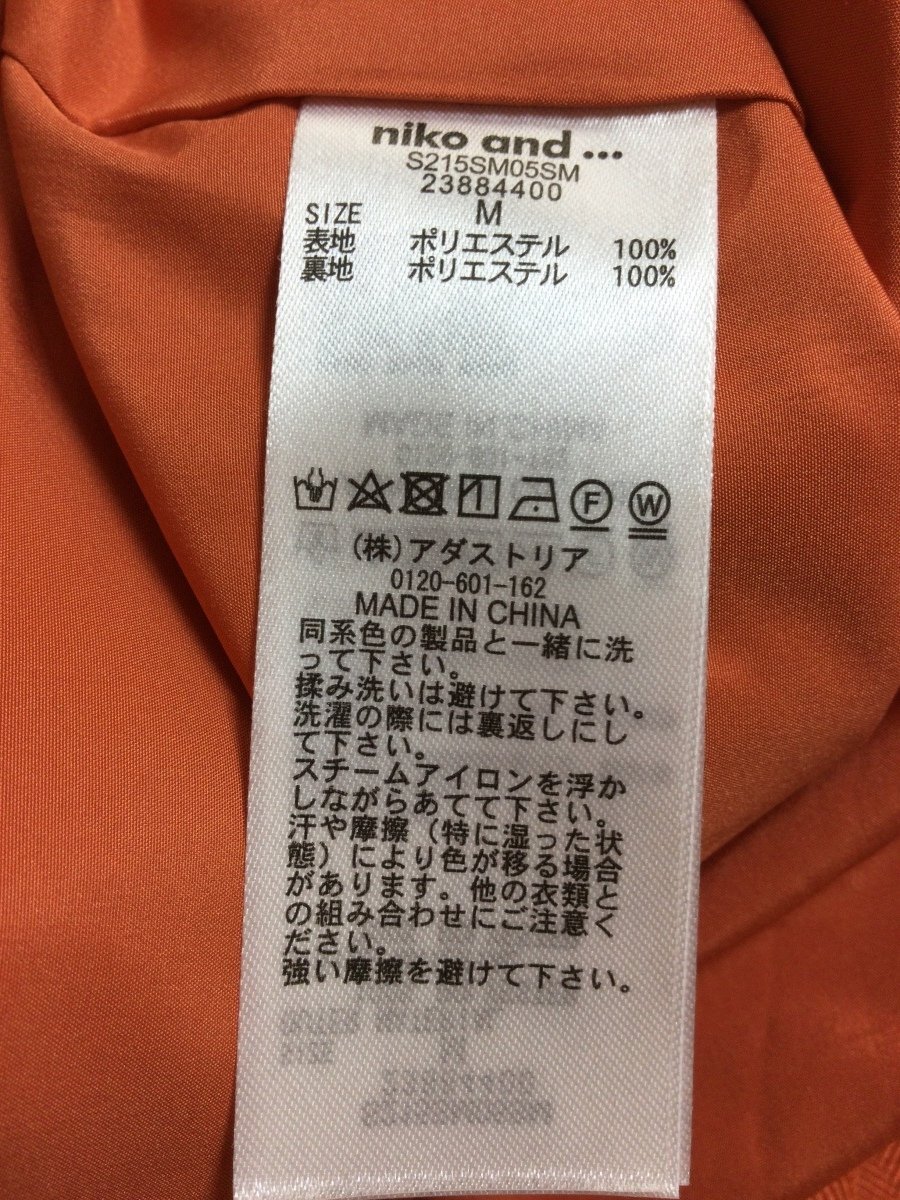 niko and ...
S215SM05SM
23884400
SIZE M
表地 ポリエステル 100%
裏地 ポリエステル 100%
F W
(株)アダストリア
0120-601-162
MADE IN CHINA
同系色の製品と一緒に洗
って下さい。
揉み洗いは避けて下さい。
洗濯の際には裏返しにし
て下さい。
スチームアイロンを浮か
しながらあてて下さい。
汗や摩擦(特に湿った状
態)により色が移る場合
があります。他の衣類と
の組み合わせにご注意く
ださい。
強い摩擦を避けて下さい。